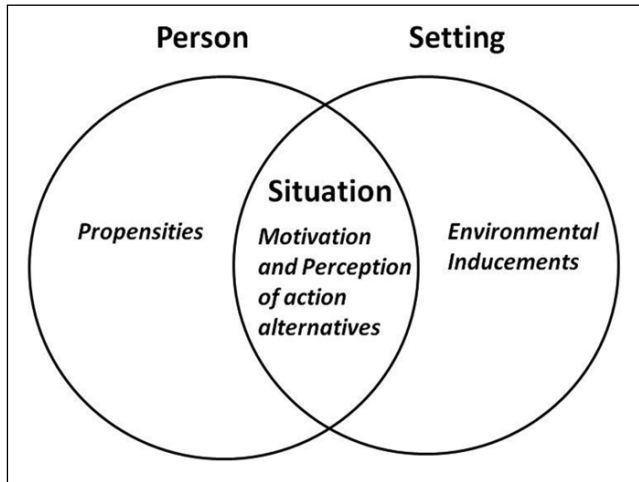 Person
Setting
Situation
Propensities
Motivation
and Perception
of action
alternatives
Environmental
Inducements